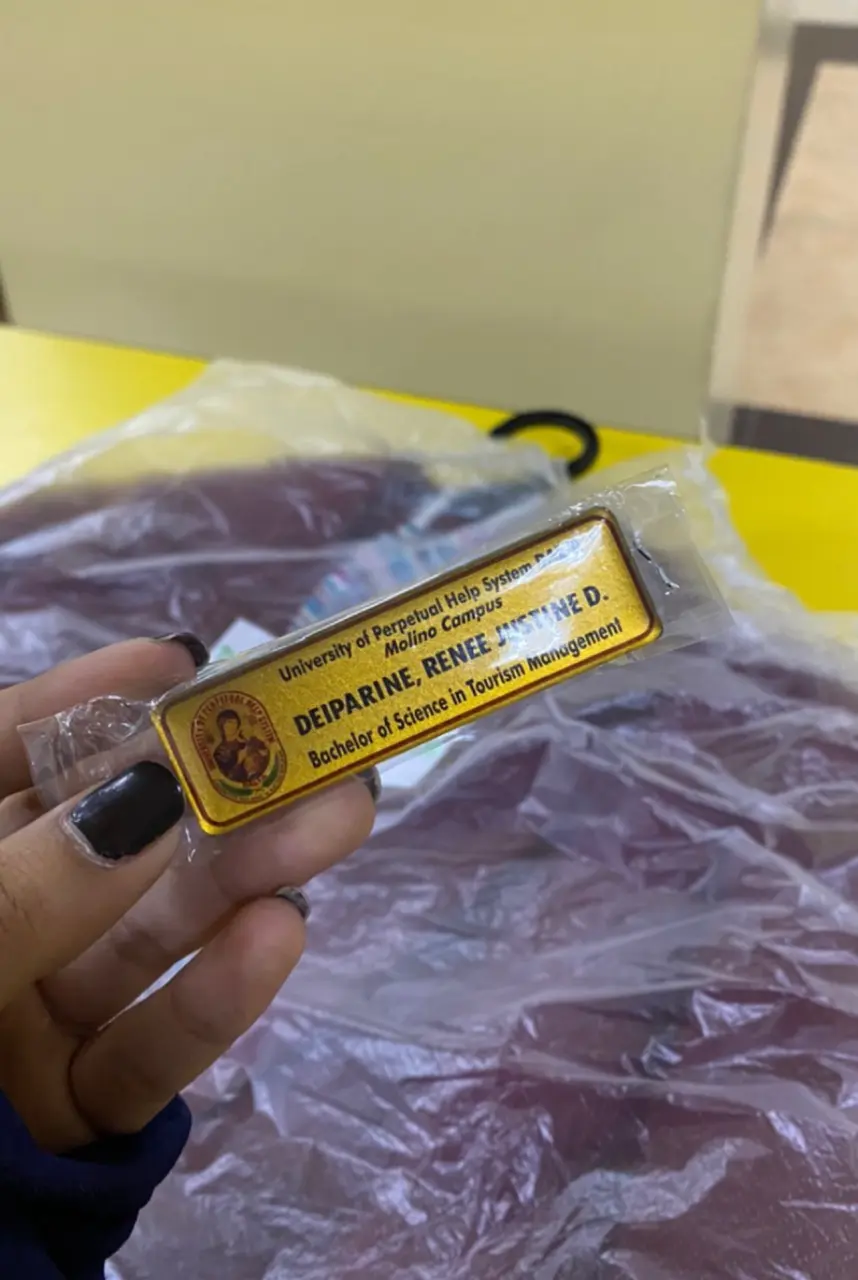 University of Perpetual Help System
Molino Campus
DEIPARINE, RENEE JUSTINE D.
Bachelor of Science in Tourism Management